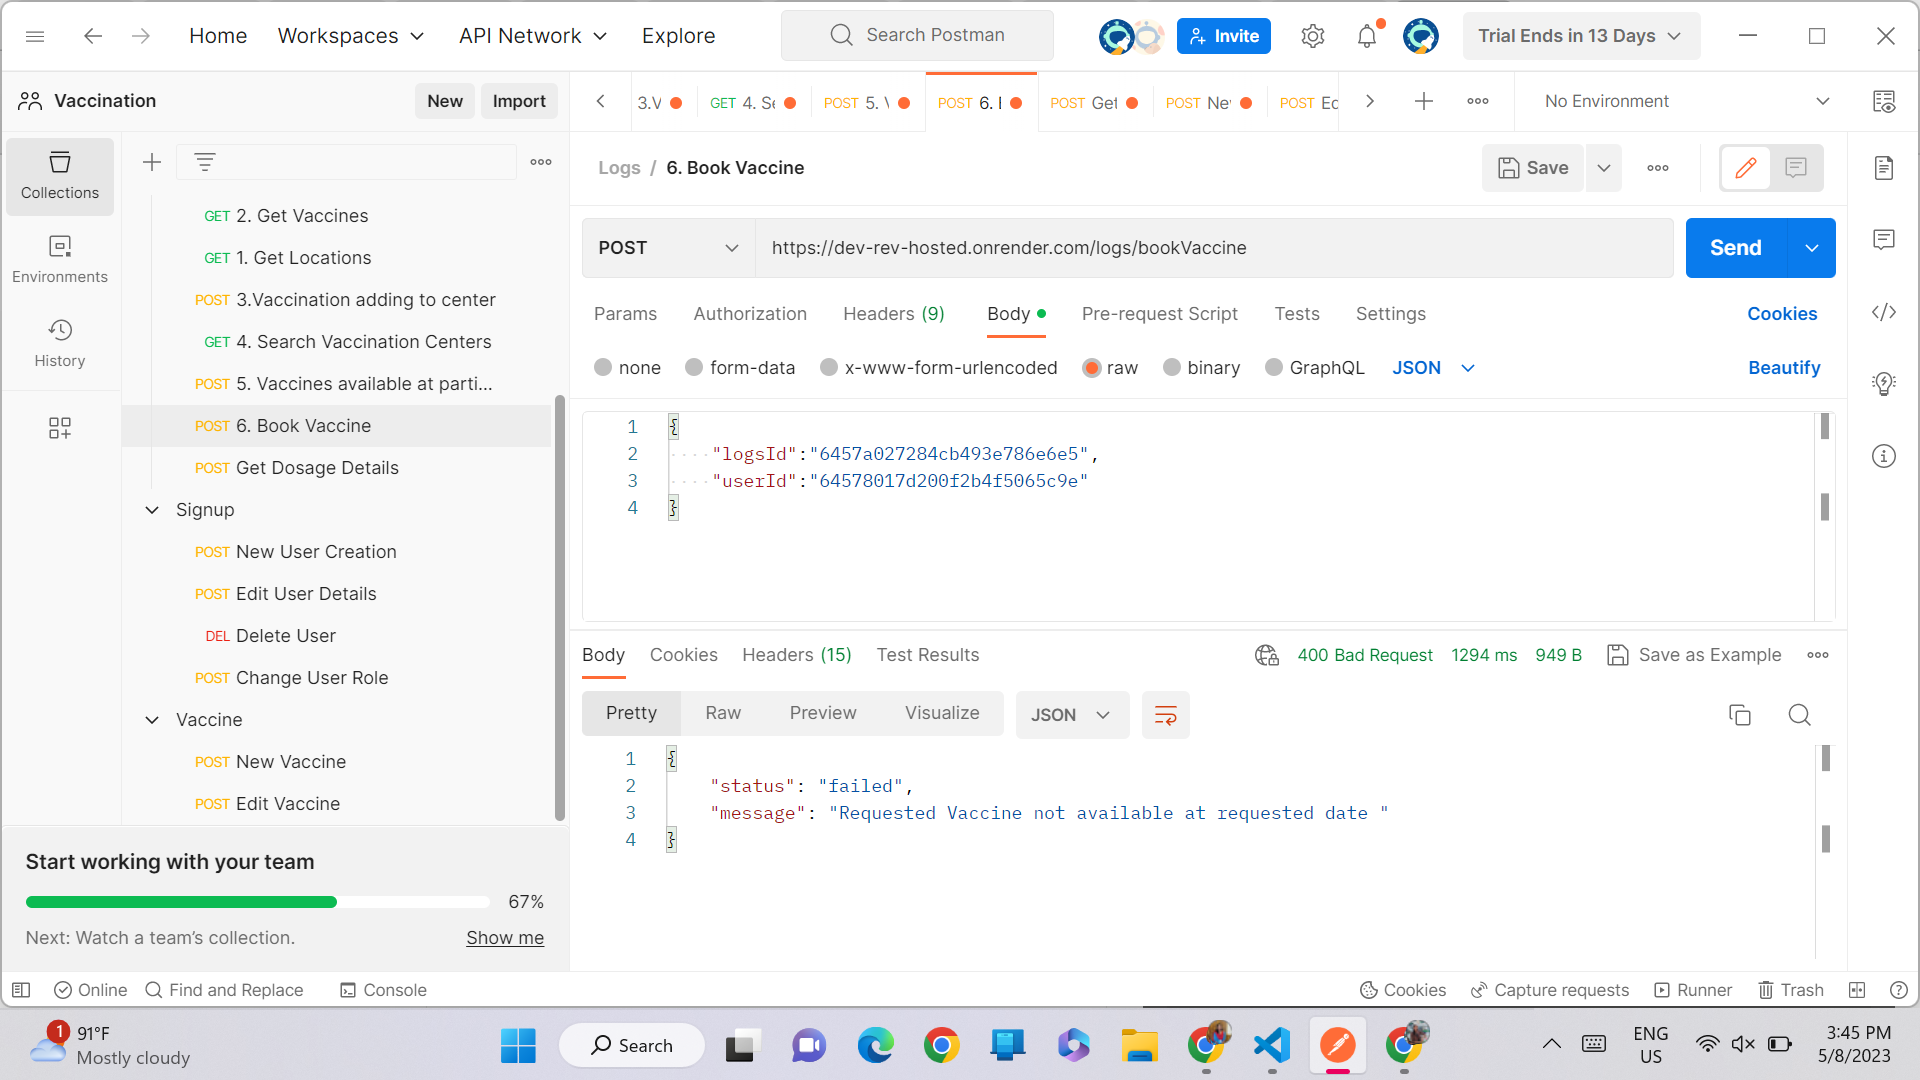 Home
Workspaces
API Network
Explore
Search Postman
Invite
Trial Ends in 13 Days
Vaccination
New
Import
3.V
GET 4. Se
POST 5. V
POST 6. E
POST Get
POST Ne
POST Ed
No Environment
Collections
Environments
History
GET 2. Get Vaccines
GET 1. Get Locations
POST 3.Vaccination adding to center
GET 4. Search Vaccination Centers
POST 5. Vaccines available at parti...
POST 6. Book Vaccine
POST Get Dosage Details
Signup
POST New User Creation
POST Edit User Details
DEL Delete User
POST Change User Role
Vaccine
POST New Vaccine
POST Edit Vaccine
Start working with your team
67%
Next: Watch a team's collection.
Show me
Logs / 6. Book Vaccine
Save
POST
https://dev-rev-hosted.onrender.com/logs/bookVaccine
Send
Params
Authorization
Headers (9)
Body
Pre-request Script
Tests
Settings
Cookies
none
form-data
x-www-form-urlencoded
raw
binary
GraphQL
JSON
Beautify
1 {
2 "logsId":"6457a027284cb493e786e6e5",
3 "userId":"64578017d200f2b4f5065c9e"
4 }
Body
Cookies
Headers (15)
Test Results
400 Bad Request
1294 ms
949 B
Save as Example
Pretty
Raw
Preview
Visualize
JSON
1 {
2 "status": "failed",
3 "message": "Requested Vaccine not available at requested date "
4 }
Online
Find and Replace
Console
Cookies
Capture requests
Runner
Trash
1
91°F
Mostly cloudy
Search
ENG
US
3:45 PM
5/8/2023